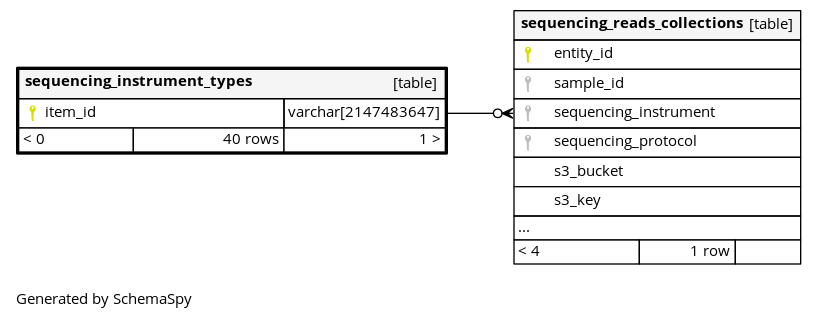 sequencing_instrument_types [table]
item_id varchar[2147483647]
< 0 40 rows 1 >
sequencing_reads_collections [table]
entity_id
sample_id
sequencing_instrument
sequencing_protocol
s3_bucket
s3_key
...
< 4 1 row
Generated by SchemaSpy